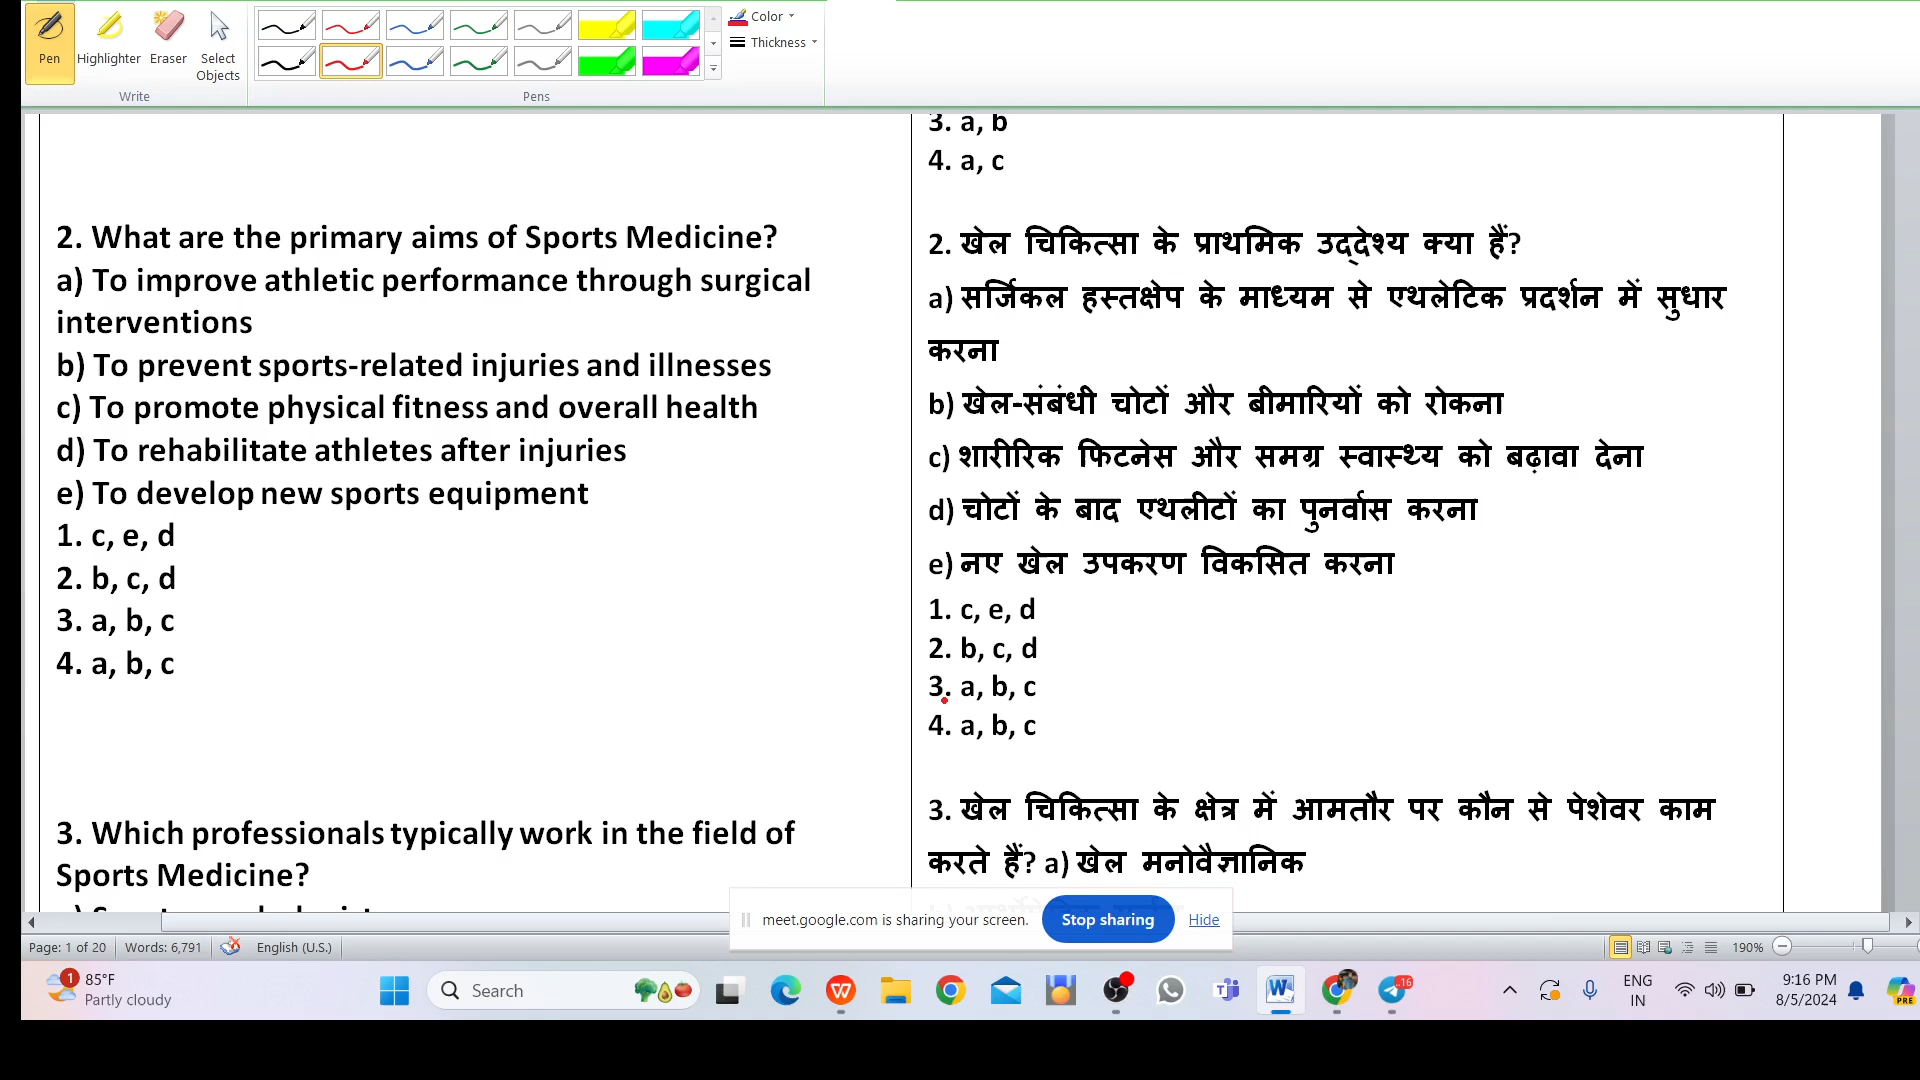 Pen
Highlighter
Eraser
Select
Objects
Write
Pens
Color
Thickness
2. What are the primary aims of Sports Medicine?
a) To improve athletic performance through surgical
interventions
b) To prevent sports-related injuries and illnesses
c) To promote physical fitness and overall health
d) To rehabilitate athletes after injuries
e) To develop new sports equipment
1. c, e, d
2. b, c, d
3. a, b, c
4. a, b, c
3. Which professionals typically work in the field of
Sports Medicine?
3. a, b
4. a, c
2. खेल चिकित्सा के प्राथमिक उद्देश्य क्या हैं?
a) सर्जिकल हस्तक्षेप के माध्यम से एथलेटिक प्रदर्शन में सुधार
करना
b) खेल-संबंधी चोटों और बीमारियों को रोकना
c) शारीरिक फिटनेस और समग्र स्वास्थ्य को बढ़ावा देना
d) चोटों के बाद एथलीटों का पुनर्वास करना
e) नए खेल उपकरण विकसित करना
1. c, e, d
2. b, c, d
3. a, b, c
4. a, b, c
3. खेल चिकित्सा के क्षेत्र में आमतौर पर कौन से पेशेवर काम
करते हैं? a) खेल मनोवैज्ञानिक
meet.google.com is sharing your screen.
Stop sharing
Hide
Page: 1 of 20
Words: 6,791
English (U.S.)
190%
1
85°F
Partly cloudy
Search
W
T
W
..16
ENG
IN
9:16 PM
8/5/2024
PRE